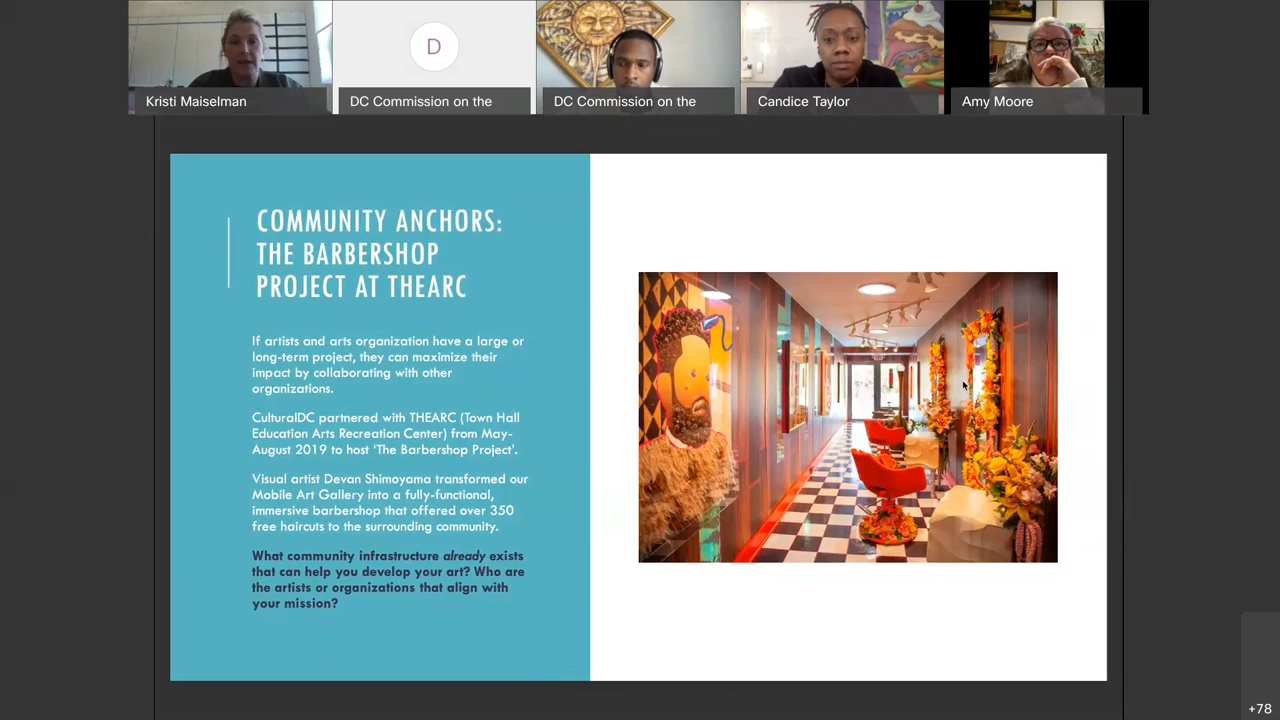 Kristi Maiselman
D
DC Commission on the
DC Commission on the
Candice Taylor
Amy Moore
COMMUNITY ANCHORS:
THE BARBERSHOP
PROJECT AT THEARC
If artists and arts organization have a large or
long-term project, they can maximize their
impact by collaborating with other
organizations.
CulturalDC partnered with THEARC (Town Hall
Education Arts Recreation Center) from May-
August 2019 to host ‘The Barbershop Project’.
Visual artist Devan Shimoyama transformed our
Mobile Art Gallery into a fully-functional,
immersive barbershop that offered over 350
free haircuts to the surrounding community.
What community infrastructure already exists
that can help you develop your art? Who are
the artists or organizations that align with
your mission?
+78